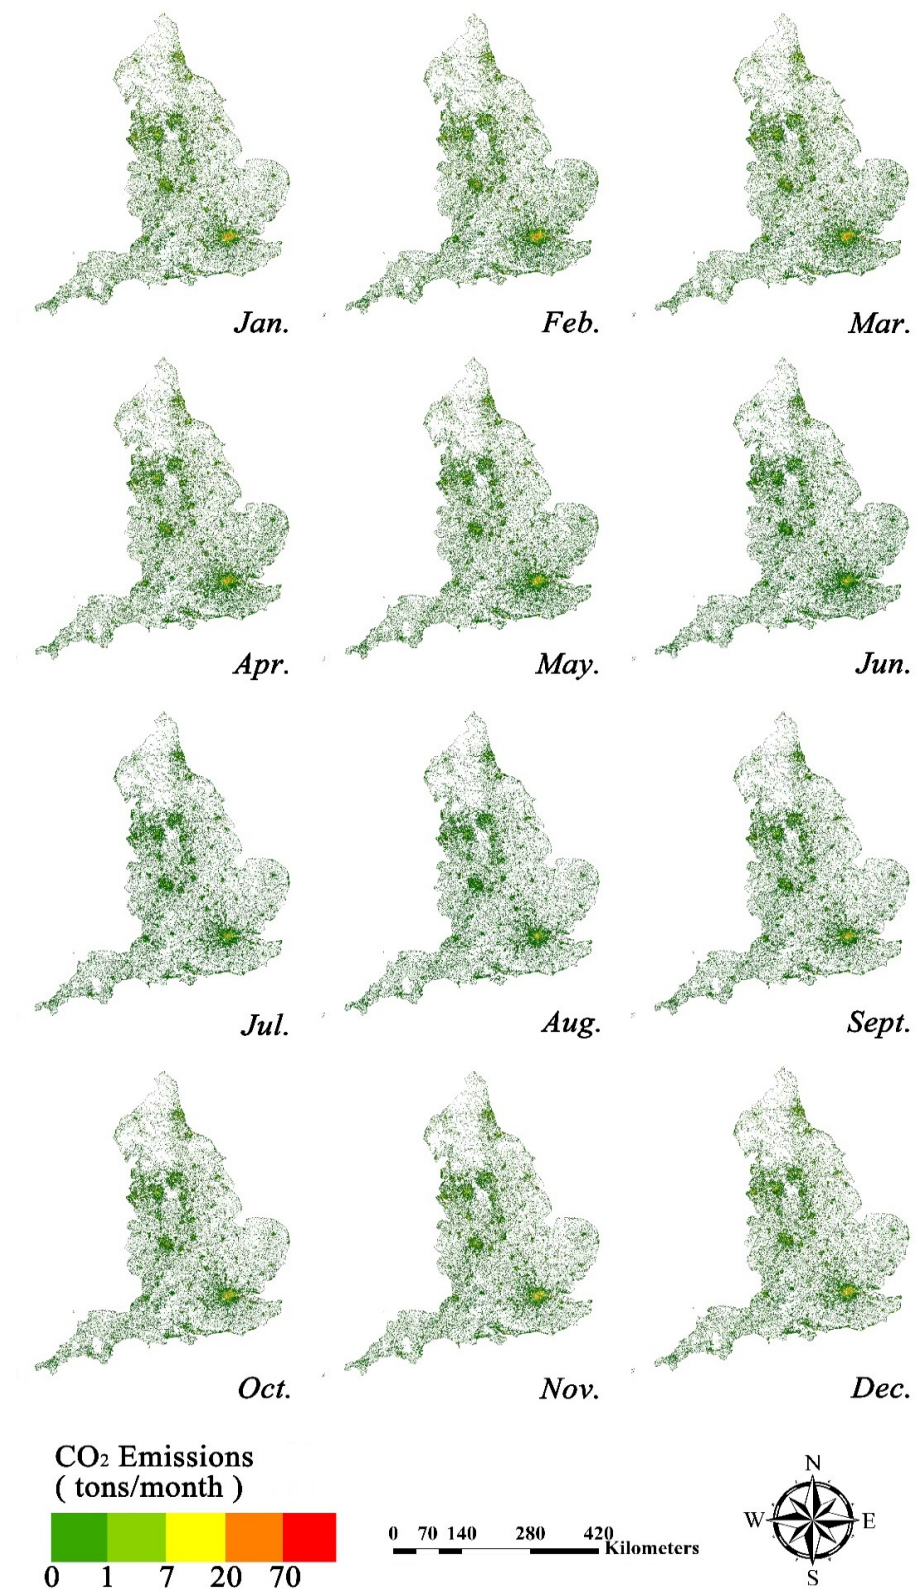 Jan.
Feb.
Mar.
Apr.
May.
Jun.
Jul.
Aug.
Sept.
Oct.
Nov.
Dec.
CO₂ Emissions
( tons/month )
0 1 7 20 70
0 70 140 280 420
Kilometers
N
W E
S